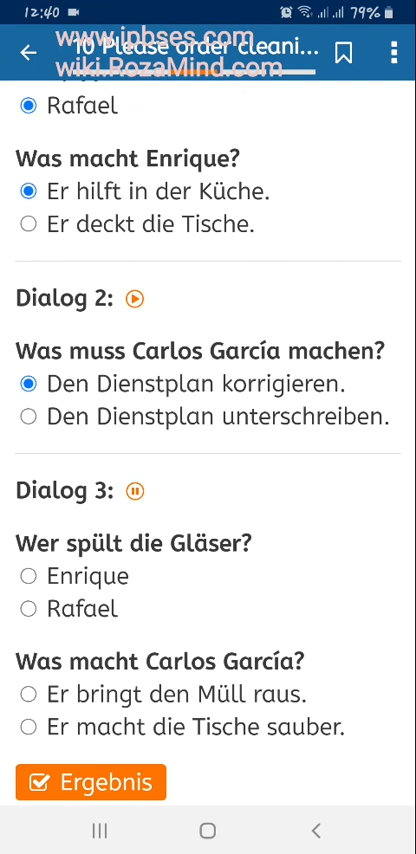 12:40
79%
www.jpbses.com
10 Please order cleani...
wiki.RozaMind.com
Rafael
Was macht Enrique?
Er hilft in der Küche.
Er deckt die Tische.
Dialog 2:
Was muss Carlos García machen?
Den Dienstplan korrigieren.
Den Dienstplan unterschreiben.
Dialog 3:
Wer spült die Gläser?
Enrique
Rafael
Was macht Carlos García?
Er bringt den Müll raus.
Er macht die Tische sauber.
Ergebnis